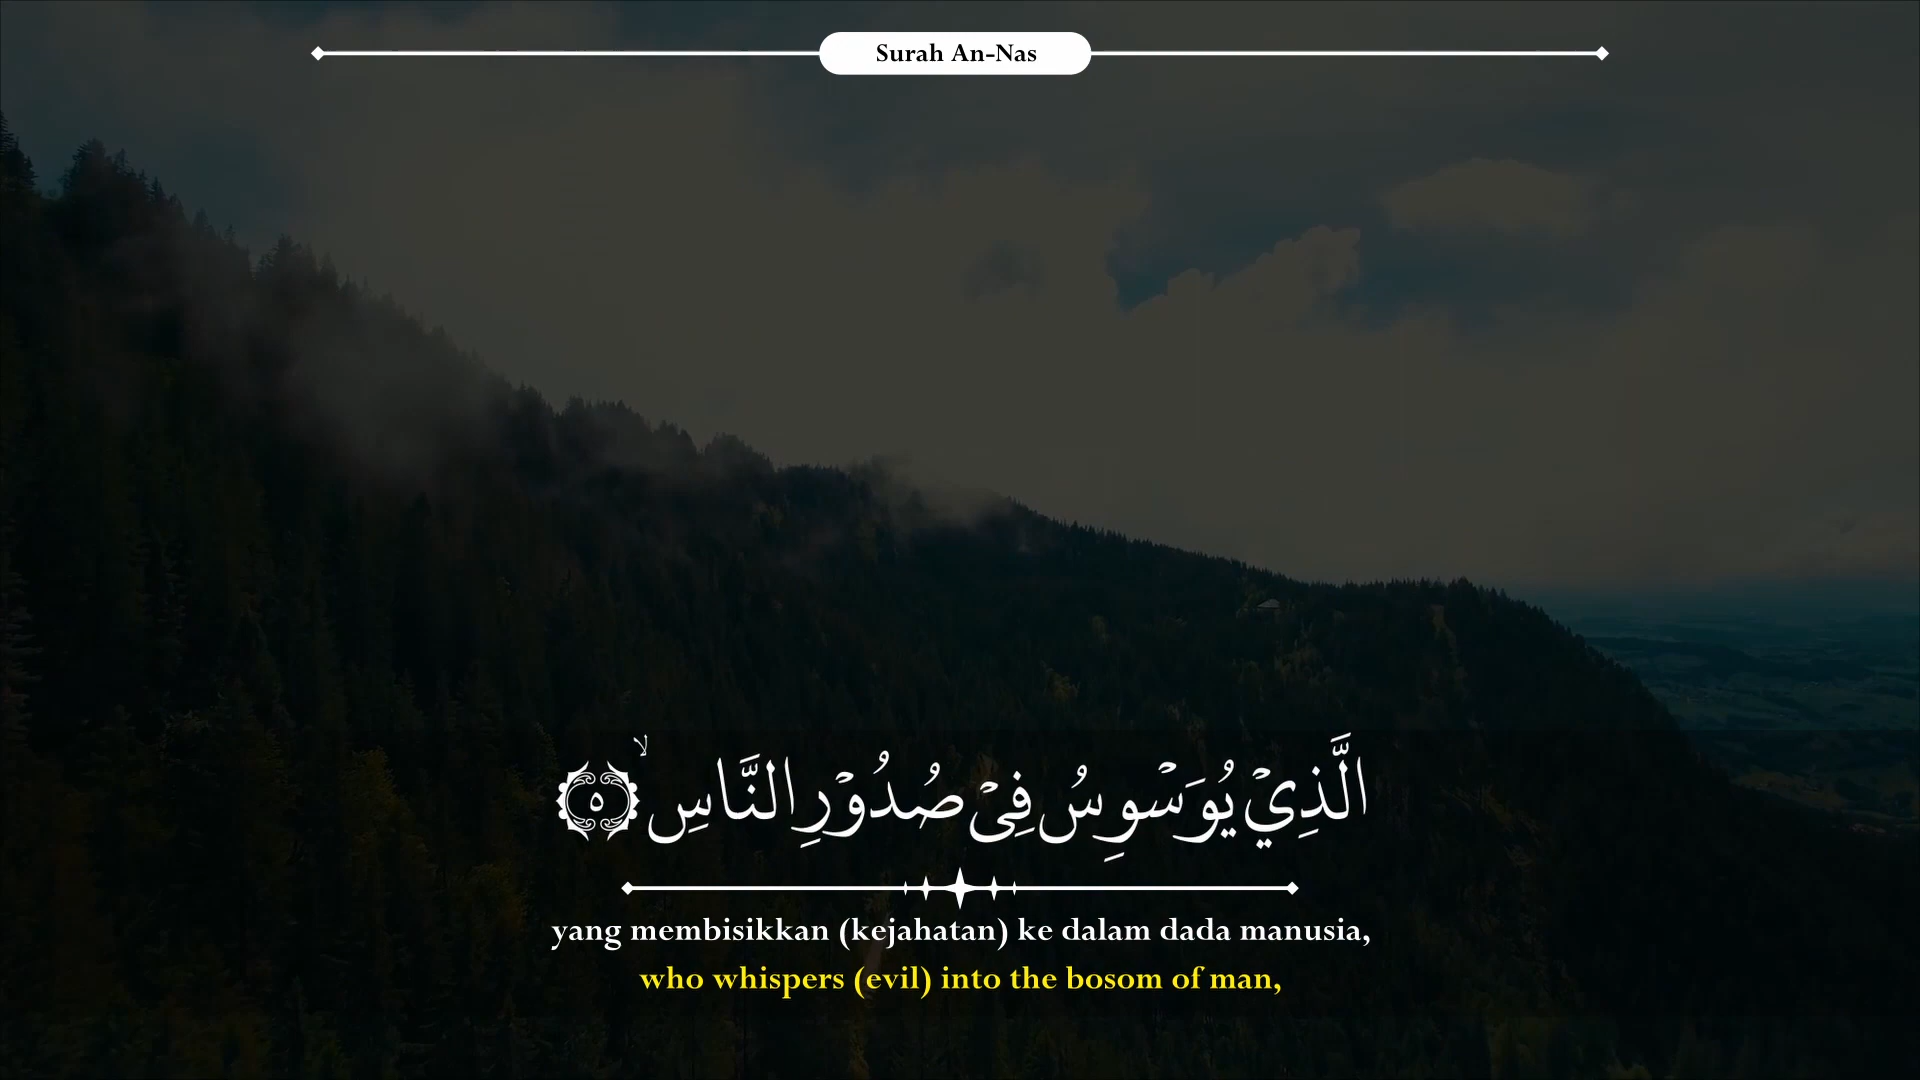 Surah An-Nas
الَّذِيْ يُوَسْوِسُ فِيْ صُدُوْرِ النَّاسِۙ ٥
yang membisikkan (kejahatan) ke dalam dada manusia,
who whispers (evil) into the bosom of man,